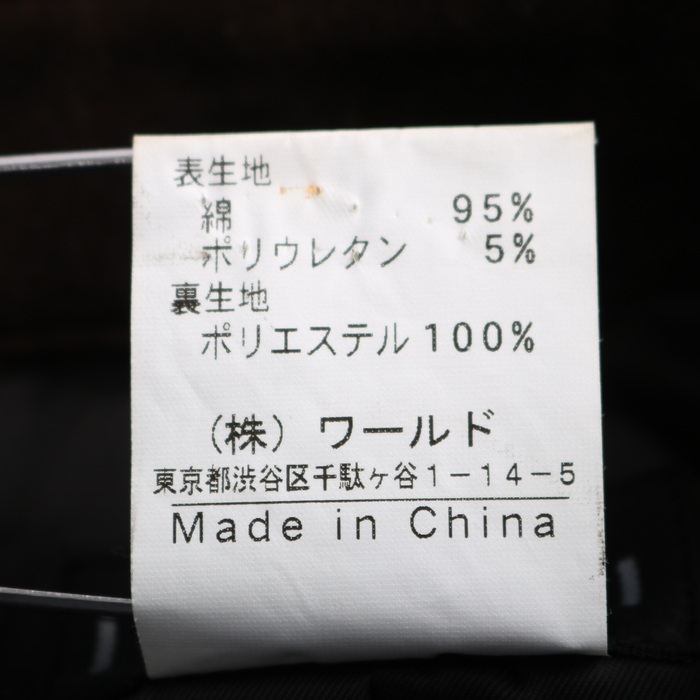 表生地
綿 95%
ポリウレタン 5%
裏生地
ポリエステル 100%
(株) ワールド
東京都渋谷区千駄ヶ谷1-14-5
Made in China